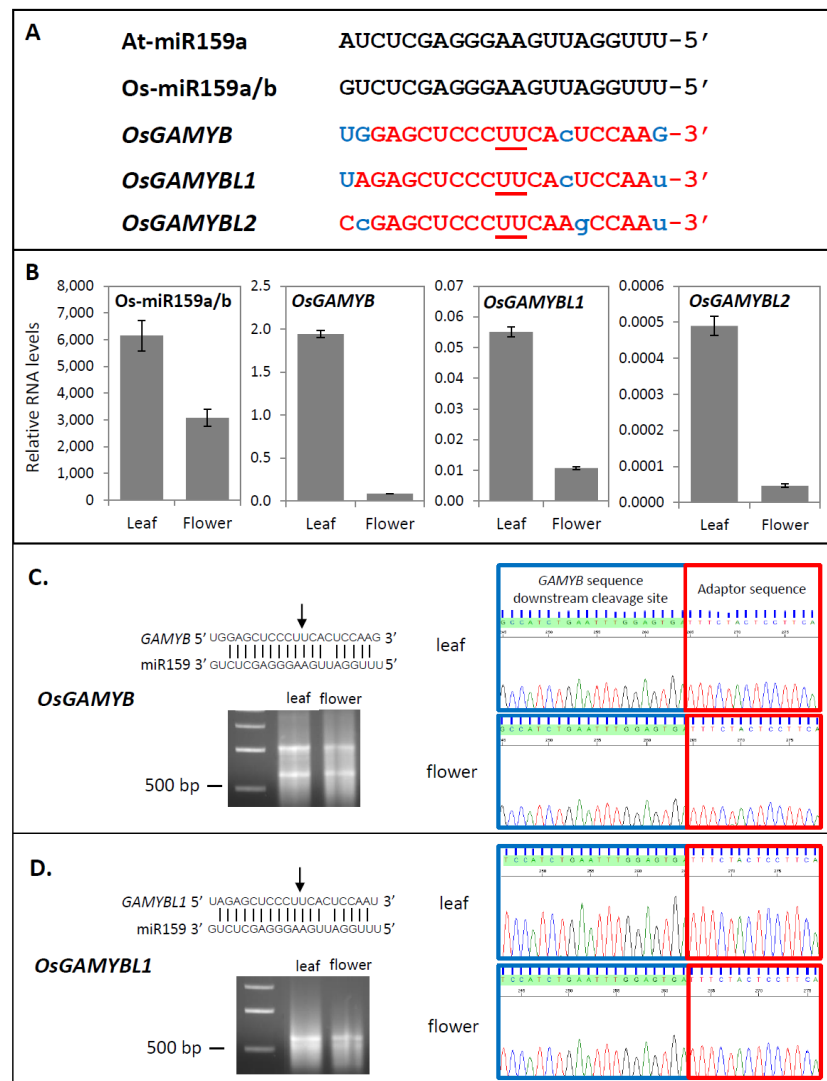 A
At-miR159a AUCUCGAGGGAAGUUAGGUUU-5′
Os-miR159a/b GUCUCGAGGGAAGUUAGGUUU-5′
OsGAMYB UGGAGCUCCCUUCAcUCCAAG-3′
OsGAMYBL1 UAGAGCUCCCUUCAcUCCAAu-3′
OsGAMYBL2 CcGAGCUCCCUUCAAgCCAAu-3′
B
Relative RNA levels
Os-miR159a/b
8,000
7,000
6,000
5,000
4,000
3,000
2,000
1,000
0
Leaf Flower
OsGAMYB
2.5
2.0
1.5
1.0
0.5
0.0
Leaf Flower
OsGAMYBL1
0.07
0.06
0.05
0.04
0.03
0.02
0.01
0.00
Leaf Flower
OsGAMYBL2
0.0006
0.0005
0.0004
0.0003
0.0002
0.0001
0.0000
Leaf Flower
C.
GAMYB 5’ UGGAGCUCCCUUCACUCCAAG 3’
miR159 3’ GUCUCGAGGGAAGUUAGGUUU 5’
OsGAMYB
leaf flower
500 bp
GAMYB sequence
downstream cleavage site
Adaptor sequence
leaf
GCCATCTGAATTTGGAGTGATTTCTACTCCTTCA
flower
GCCATCTGAATTTGGAGTGATTTCTACTCCTTCA
D.
GAMYBL1 5’ UAGAGCUCCCUUCACUCCAAU 3’
miR159 3’ GUCUCGAGGGAAGUUAGGUUU 5’
OsGAMYBL1
leaf flower
500 bp
leaf
TCCATCTGAATTTGGAGTGATTTCTACTCCTTCA
flower
TCCATCTGAATTTGGAGTGATTTCTACTCCTTCA